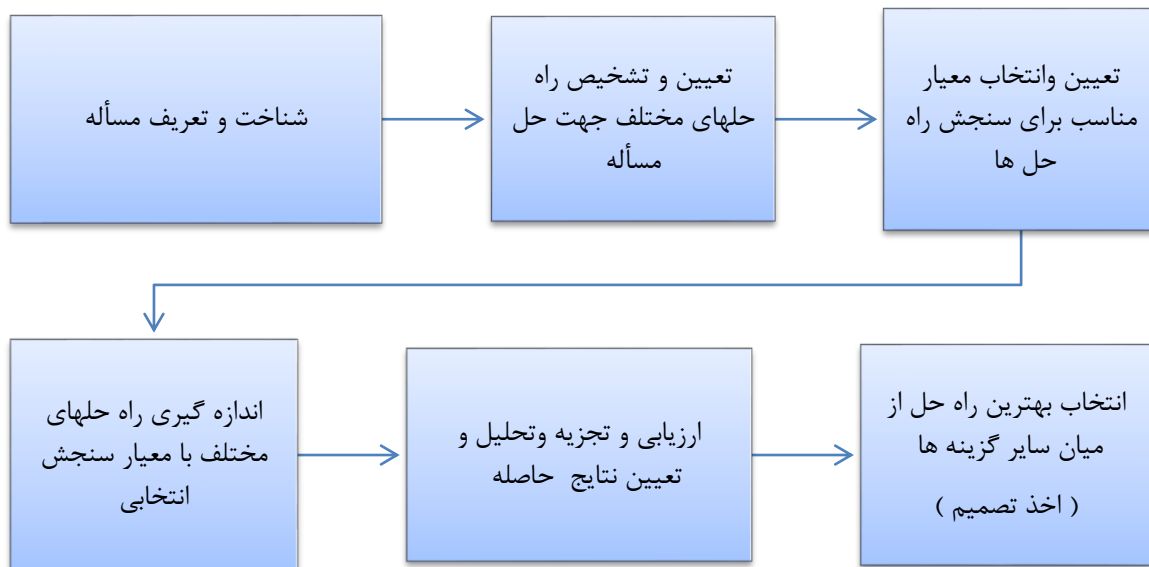 شناخت و تعریف مسأله
تعیین و تشخیص راه
حلهای مختلف جهت حل
مسأله
تعیین وانتخاب معیار
مناسب برای سنجش راه
حل ها
اندازه گیری راه حلهای
مختلف با معیار سنجش
انتخابی
ارزیابی و تجزیه وتحلیل و
تعیین نتایج حاصله
انتخاب بهترین راه حل از
میان سایر گزینه ها
( اخذ تصمیم )